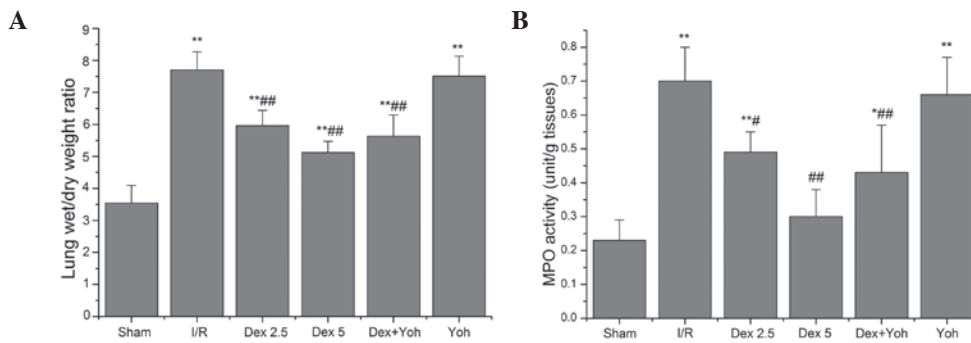 A
Lung wet/dry weight ratio
9
8
7
6
5
4
3
2
1
0
**
**##
**##
**##
**
Sham
I/R
Dex 2.5
Dex 5
Dex+Yoh
Yoh
B
MPO activity (unit/g tissues)
0.8
0.7
0.6
0.5
0.4
0.3
0.2
0.1
0.0
**
**#
##
*##
**
Sham
I/R
Dex 2.5
Dex 5
Dex+Yoh
Yoh